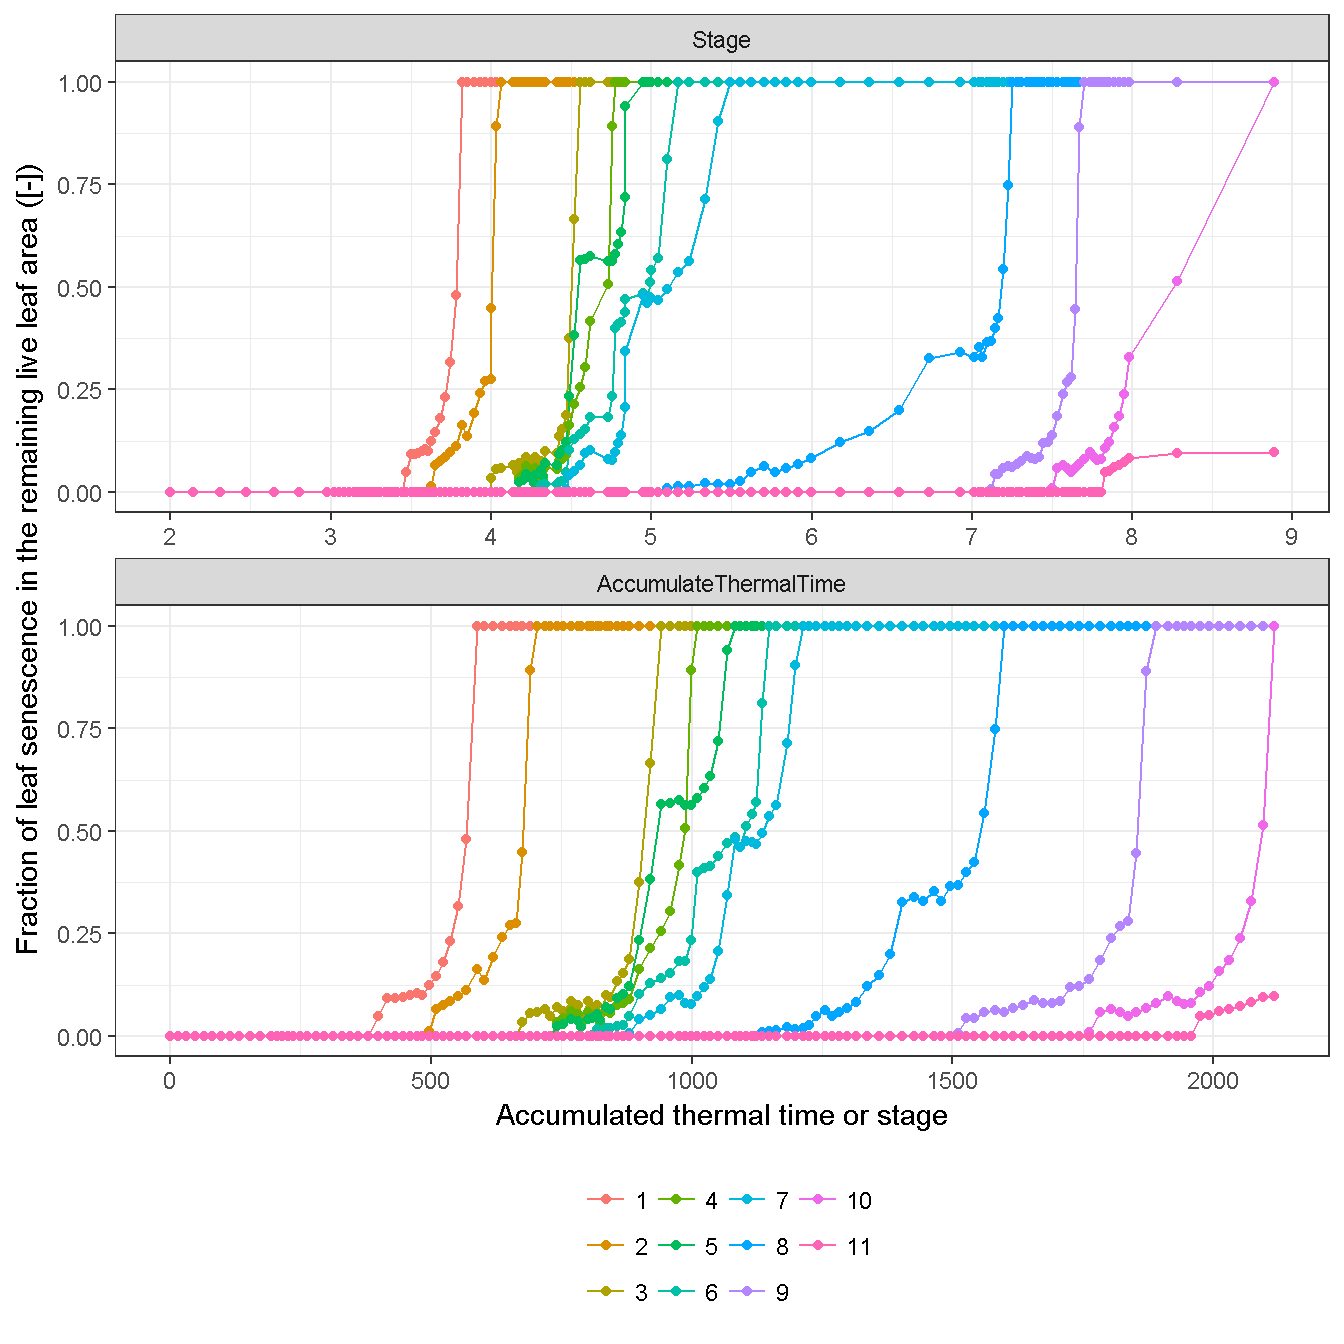 Stage
1.00
0.75
0.50
0.25
0.00
2 3 4 5 6 7 8 9
AccumulateThermalTime
1.00
0.75
0.50
0.25
0.00
0 500 1000 1500 2000
Accumulated thermal time or stage
Fraction of leaf senescence in the remaining live leaf area ([-])
1 4 7 10
2 5 8 11
3 6 9